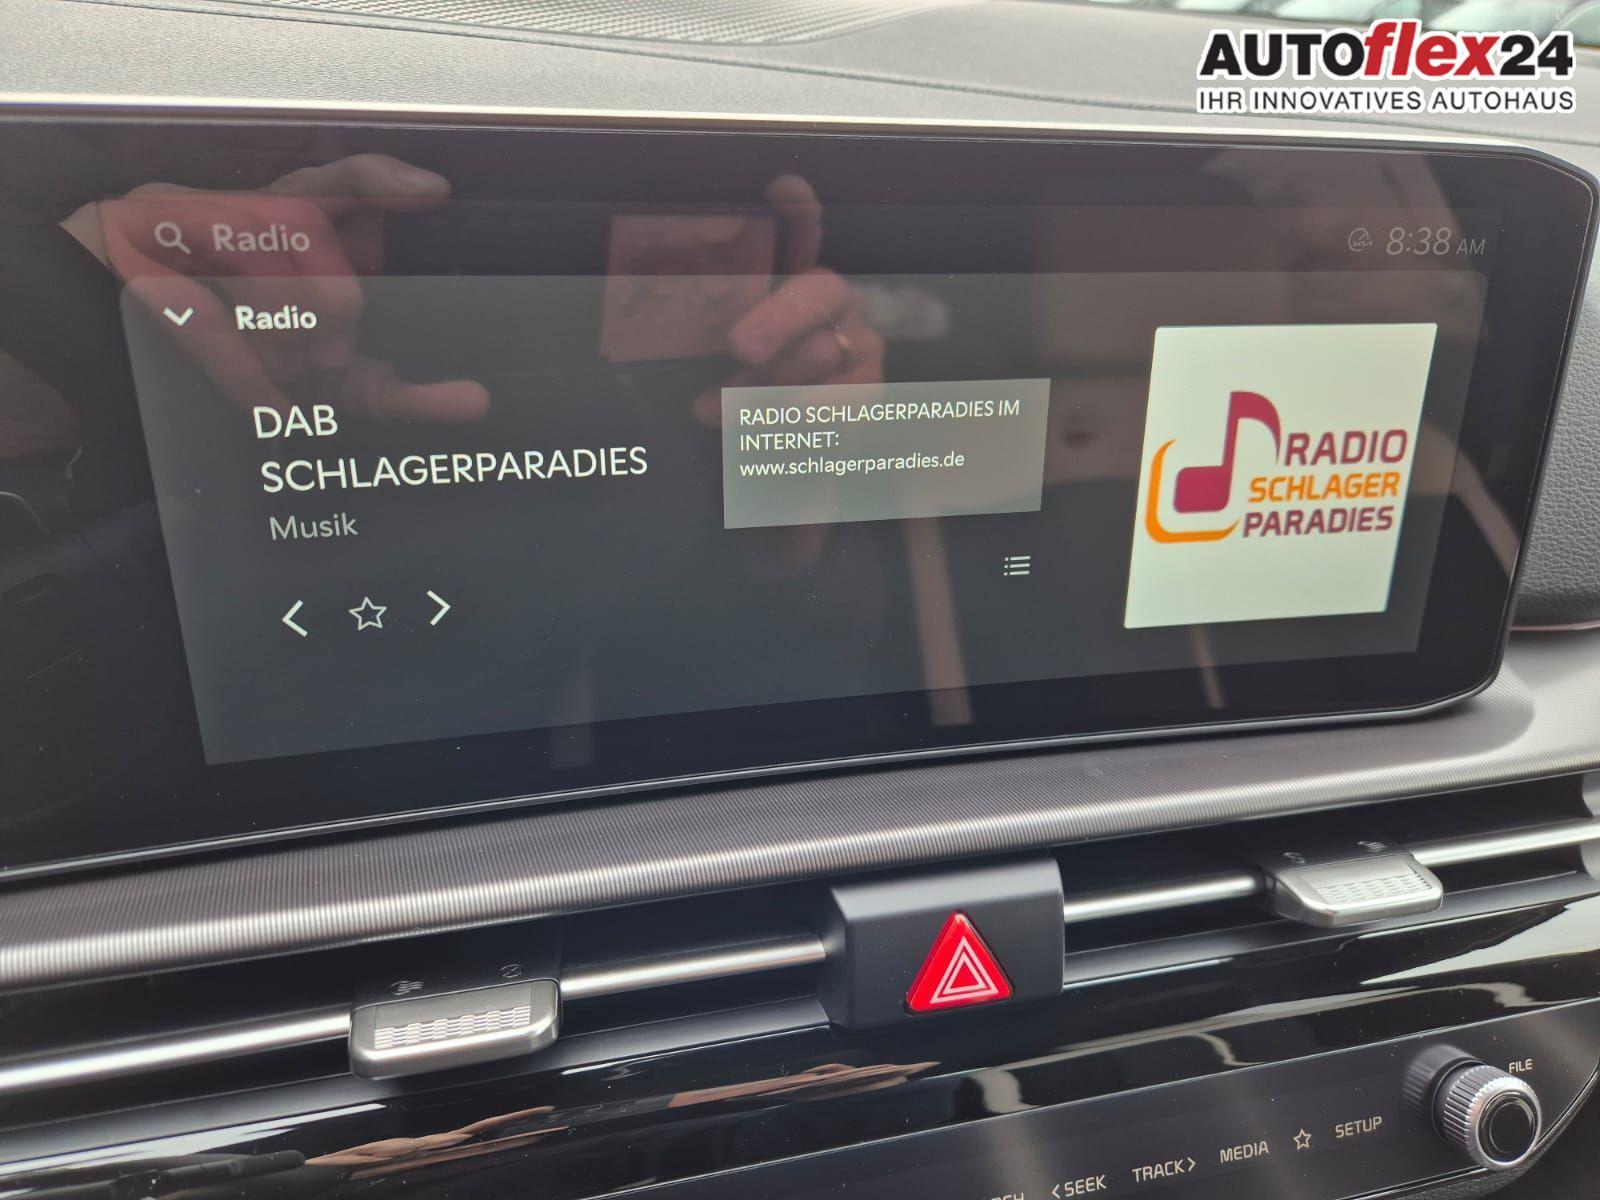 AUTOflex24
IHR INNOVATIVES AUTOHAUS
Radio
8:38 AM
Radio
DAB
SCHLAGERPARADIES
Musik
RADIO SCHLAGERPARADIES IM
INTERNET:
www.schlagerparadies.de
RADIO
SCHLAGER
PARADIES
FILE
<SEEK
TRACK>
MEDIA
SETUP